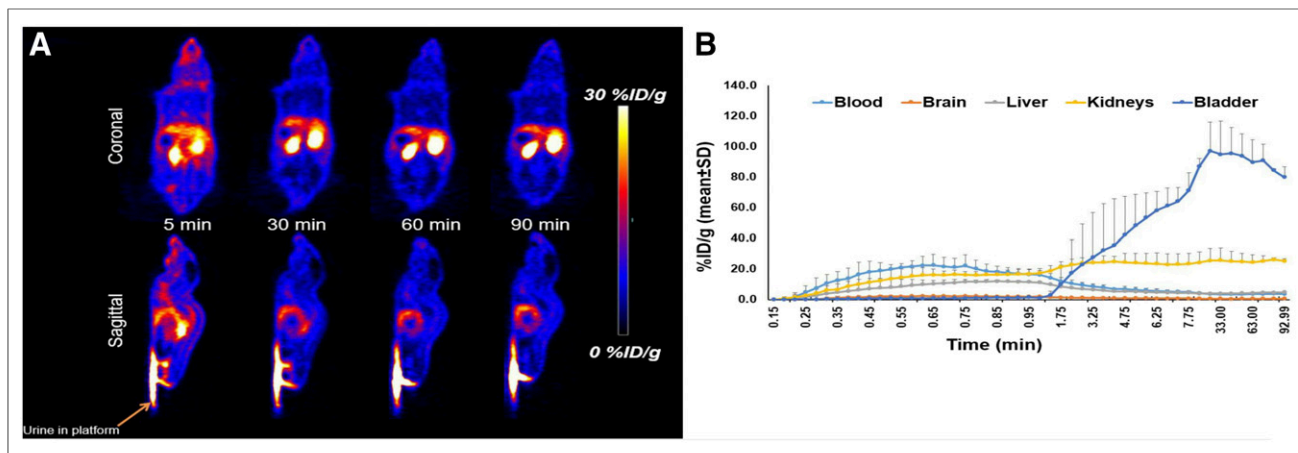 A
Coronal
30 %ID/g
5 min
30 min
60 min
90 min
Sagittal
0 %ID/g
Urine in platform
B
%ID/g (mean±SD)
140.0
120.0
100.0
80.0
60.0
40.0
20.0
0.0
Blood Brain Liver Kidneys Bladder
0.15 0.25 0.35 0.45 0.55 0.65 0.75 0.85 0.95 1.75 3.25 4.75 6.25 7.75 33.00 63.00 92.99
Time (min)